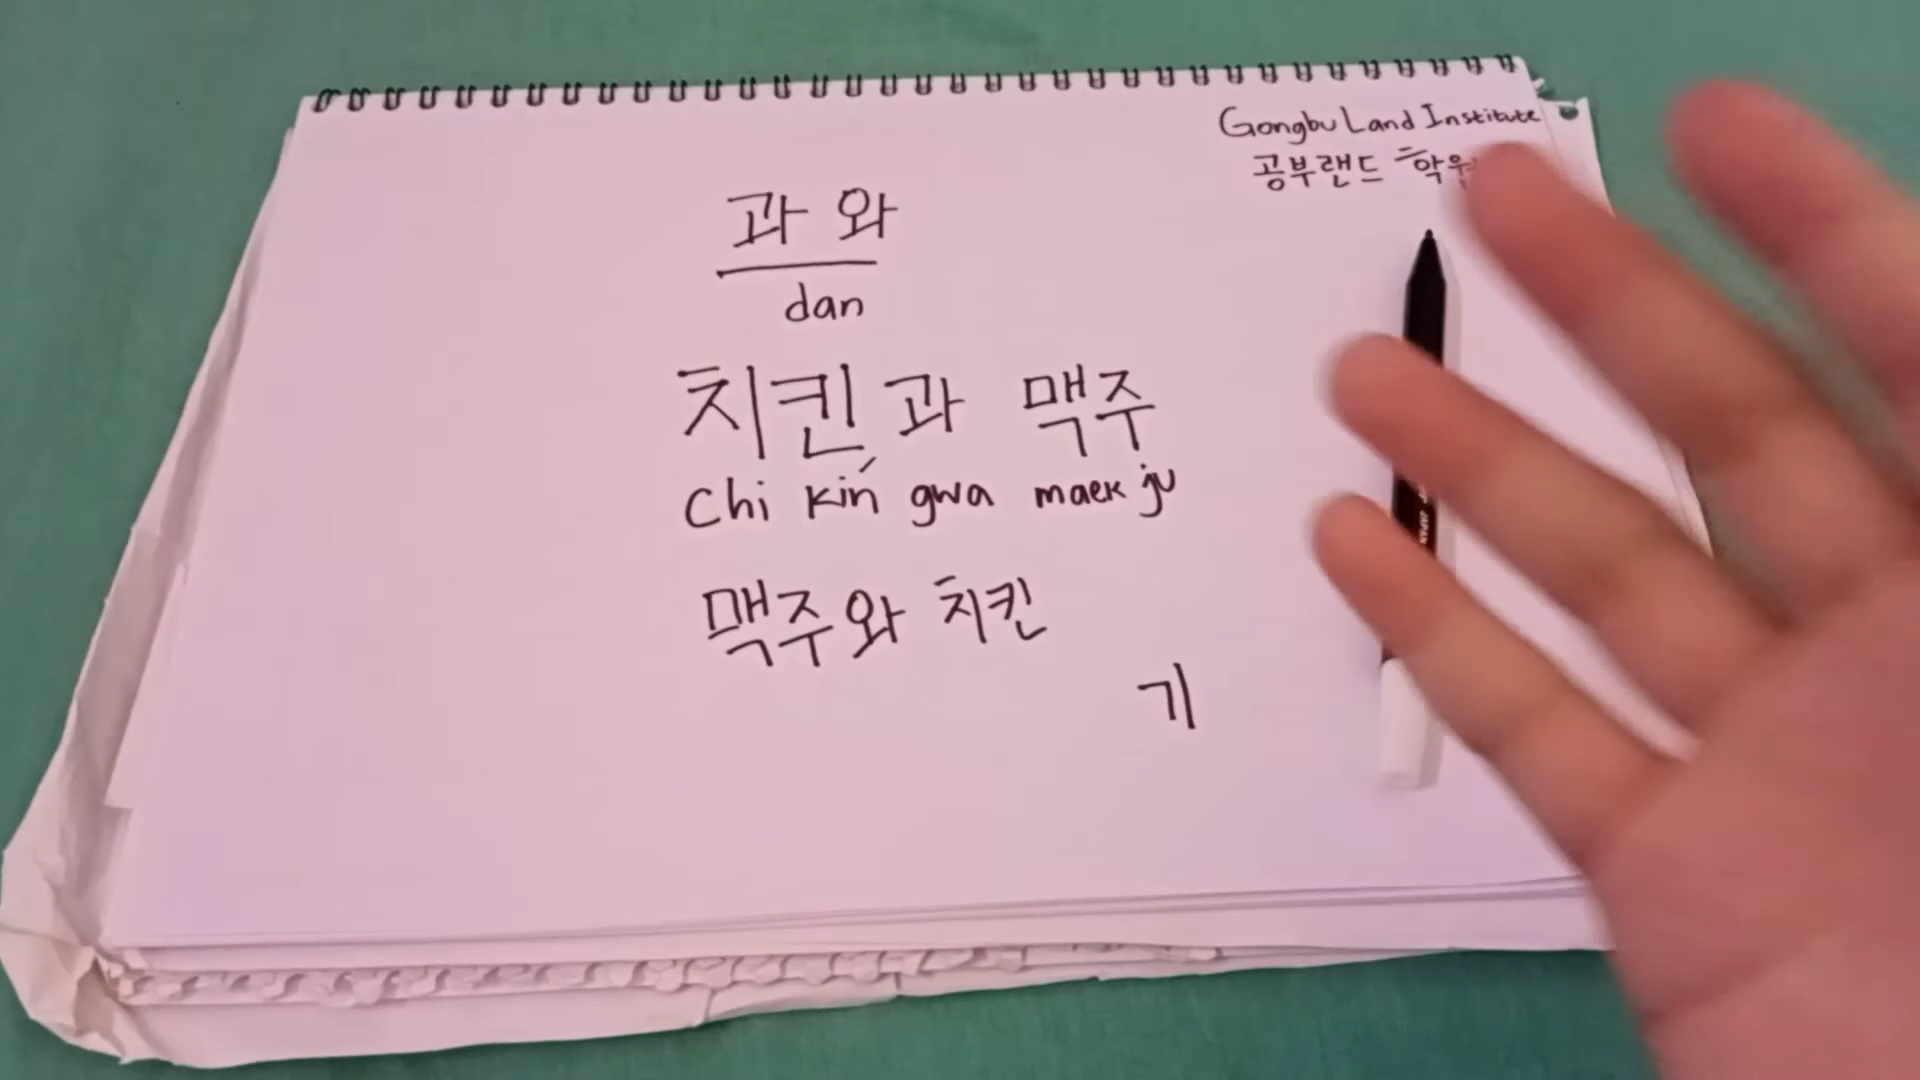 Gongbu Land Institute
공부랜드
과 와
dan
치킨과 맥주
Chi kin gwa maek ju
맥주와 치킨
기